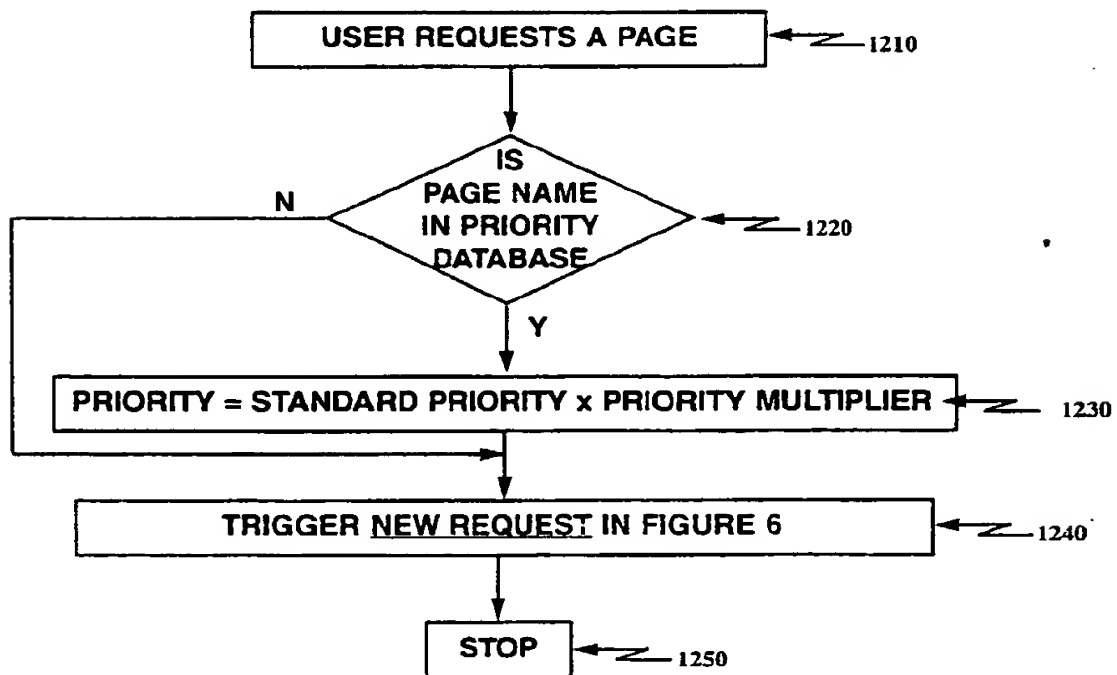 USER REQUESTS A PAGE
1210
IS
PAGE NAME
IN PRIORITY
DATABASE
N
1220
Y
PRIORITY = STANDARD PRIORITY x PRIORITY MULTIPLIER
1230
TRIGGER NEW REQUEST IN FIGURE 6
1240
STOP
1250